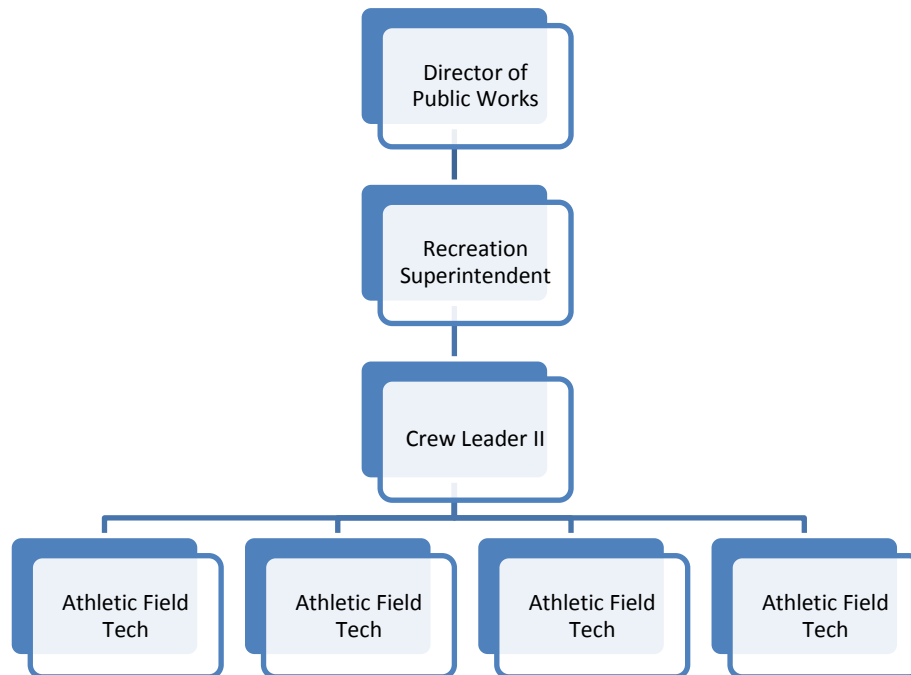 Director of
Public Works
Recreation
Superintendent
Crew Leader II
Athletic Field
Tech
Athletic Field
Tech
Athletic Field
Tech
Athletic Field
Tech